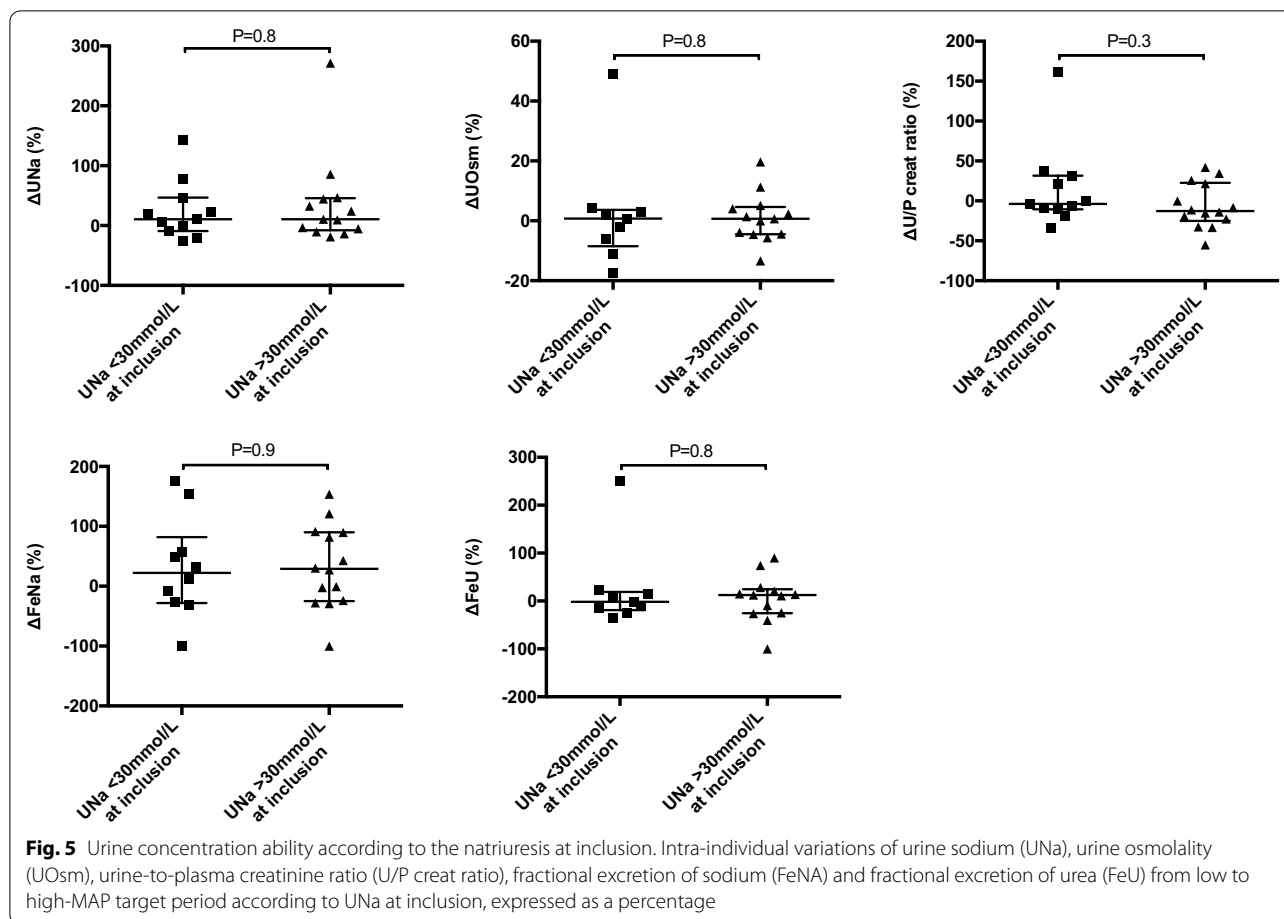 P=0.8
300
200
100
0
-100
ΔUNa (%)
UNa <30mmol/L
at inclusion
UNa >30mmol/L
at inclusion
P=0.8
60
40
20
0
-20
ΔUOsm (%)
UNa <30mmol/L
at inclusion
UNa >30mmol/L
at inclusion
P=0.3
200
150
100
50
0
-50
-100
ΔU/P creat ratio (%)
UNa <30mmol/L
at inclusion
UNa >30mmol/L
at inclusion
P=0.9
200
100
0
-100
-200
ΔFeNa (%)
UNa <30mmol/L
at inclusion
UNa >30mmol/L
at inclusion
P=0.8
300
200
100
0
-100
-200
ΔFeU (%)
UNa <30mmol/L
at inclusion
UNa >30mmol/L
at inclusion
Fig. 5 Urine concentration ability according to the natriuresis at inclusion. Intra-individual variations of urine sodium (UNa), urine osmolality
(UOsm), urine-to-plasma creatinine ratio (U/P creat ratio), fractional excretion of sodium (FeNA) and fractional excretion of urea (FeU) from low to
high-MAP target period according to UNa at inclusion, expressed as a percentage